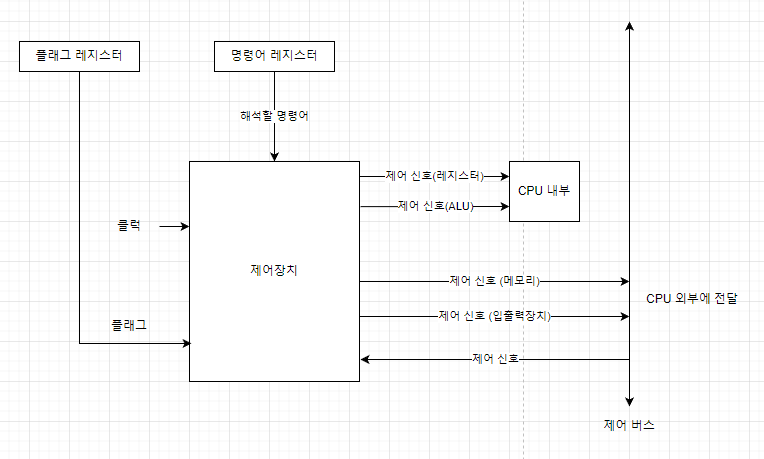 플래그 레지스터
명령어 레지스터
해석할 명령어
제어 신호(레지스터)
CPU 내부
제어 신호(ALU)
클럭
제어장치
제어 신호 (메모리)
CPU 외부에 전달
제어 신호 (입출력장치)
플래그
제어 신호
제어 버스